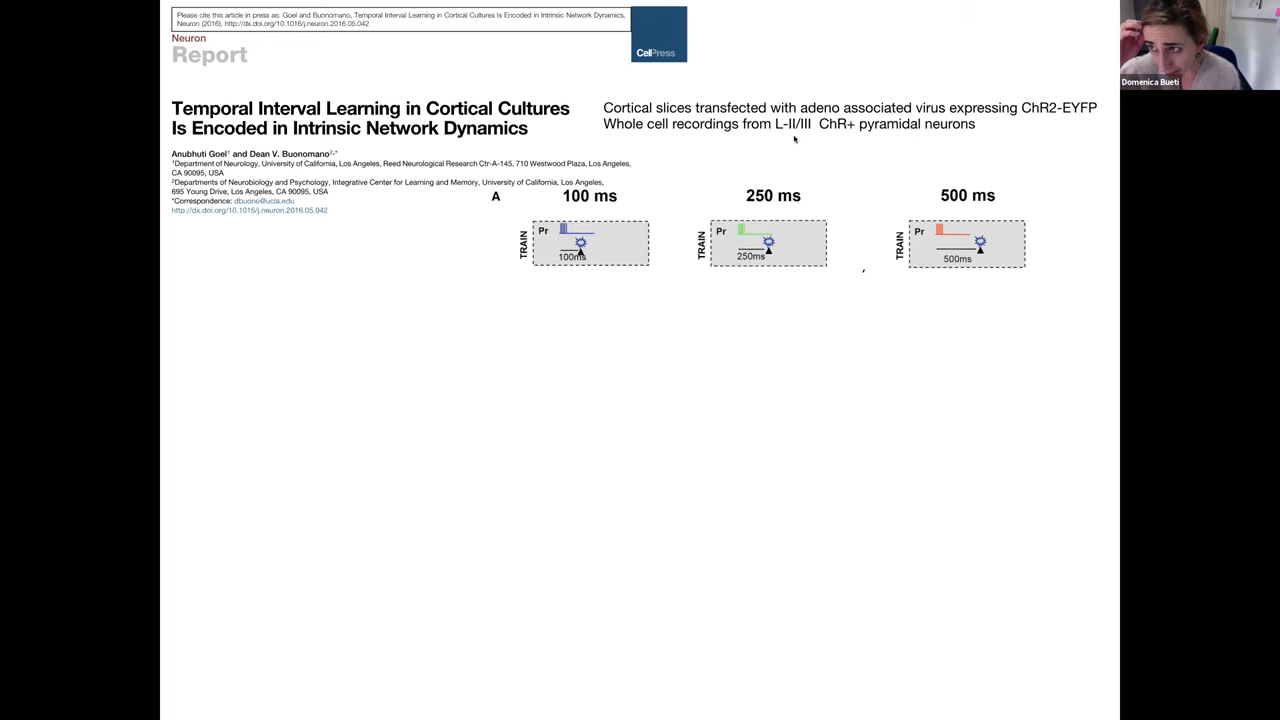 Please cite this article in press as: Goel and Buonomano, Temporal Interval Learning in Cortical Cultures Is Encoded in Intrinsic Network Dynamics,
Neuron (2016), http://dx.doi.org/10.1016/j.neuron.2016.05.042
Neuron
Report
CellPress
Domenica Bueti
Temporal Interval Learning in Cortical Cultures
Is Encoded in Intrinsic Network Dynamics
Cortical slices transfected with adeno associated virus expressing ChR2-EYFP
Whole cell recordings from L-II/III ChR+ pyramidal neurons
Anubhuti Goel¹ and Dean V. Buonomano²,*
¹Department of Neurology, University of California, Los Angeles, Reed Neurological Research Ctr-A-145, 710 Westwood Plaza, Los Angeles,
CA 90095, USA
²Departments of Neurobiology and Psychology, Integrative Center for Learning and Memory, University of California, Los Angeles,
695 Young Drive, Los Angeles, CA 90095, USA
*Correspondence: dbuono@ucla.edu
http://dx.doi.org/10.1016/j.neuron.2016.05.042
A 100 ms 250 ms 500 ms
TRAIN Pr 100ms
TRAIN Pr 250ms
TRAIN Pr 500ms